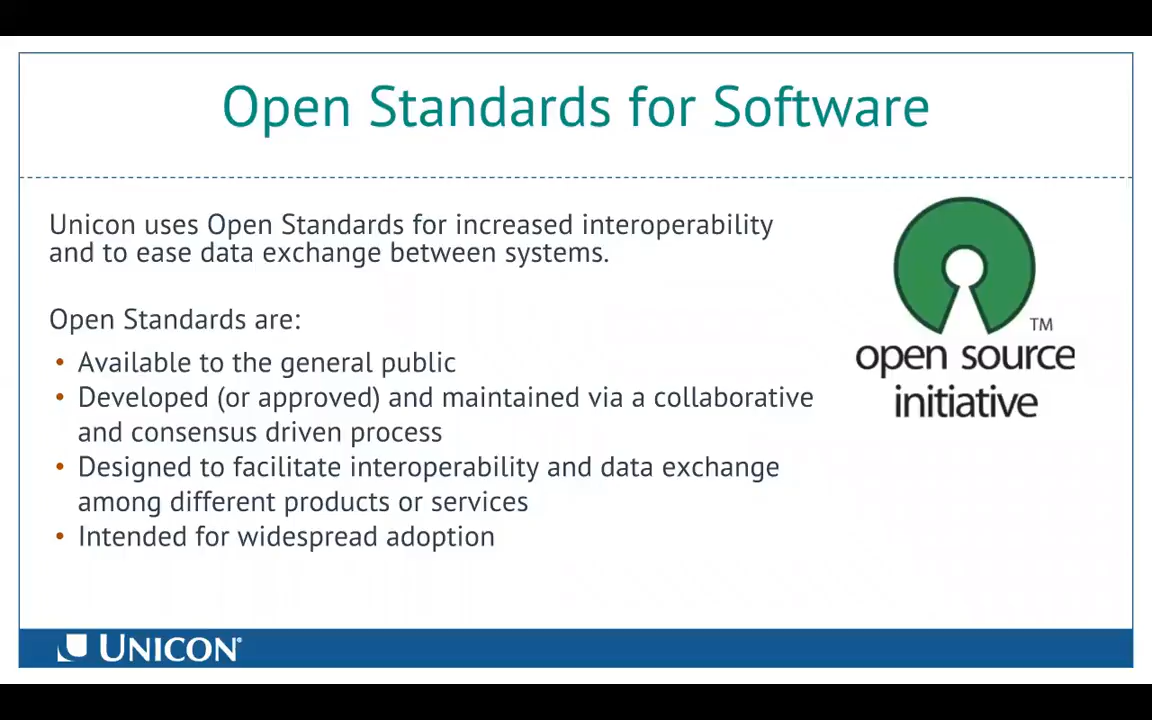 Open Standards for Software
Unicon uses Open Standards for increased interoperability
and to ease data exchange between systems.
Open Standards are:
• Available to the general public
• Developed (or approved) and maintained via a collaborative
and consensus driven process
• Designed to facilitate interoperability and data exchange
among different products or services
• Intended for widespread adoption
TM
open source
initiative
UNICON®